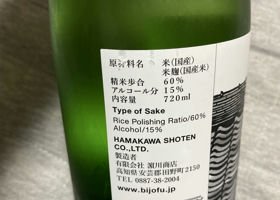 原材料名　米(国産)
米麹(国産米)
精米歩合　60%
アルコール分　15%
内容量　720ml
Type of Sake
Rice Polishing Ratio/60%
Alcohol/15%
HAMAKAWA SHOTEN
CO.,LTD.
製造者
有限会社 濵川商店
高知県安芸郡田野町2150
TEL 0887-38-2004
www.bijofu.jp